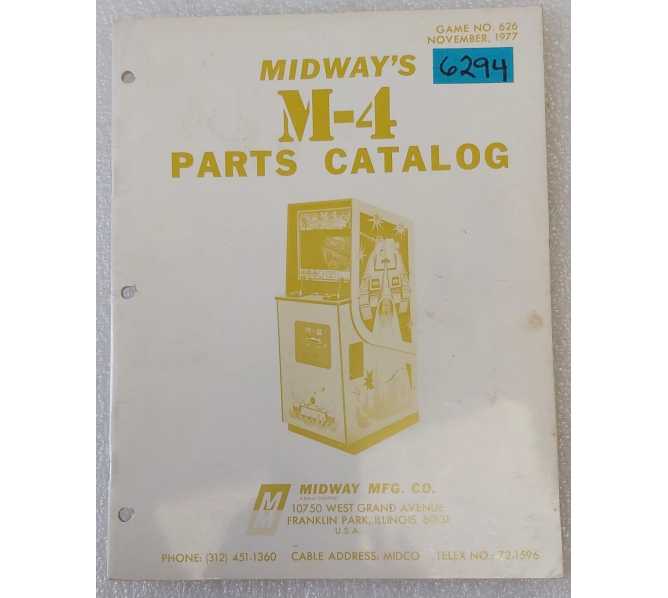 GAME NO. 626
NOVEMBER, 1977
MIDWAY'S
6294
M-4
PARTS CATALOG
M
MIDWAY MFG. CO.
10750 WEST GRAND AVENUE
FRANKLIN PARK, ILLINOIS, 60131
U.S.A.
PHONE: (312) 451-1360 CABLE ADDRESS: MIDCO TELEX NO.: 72-1596